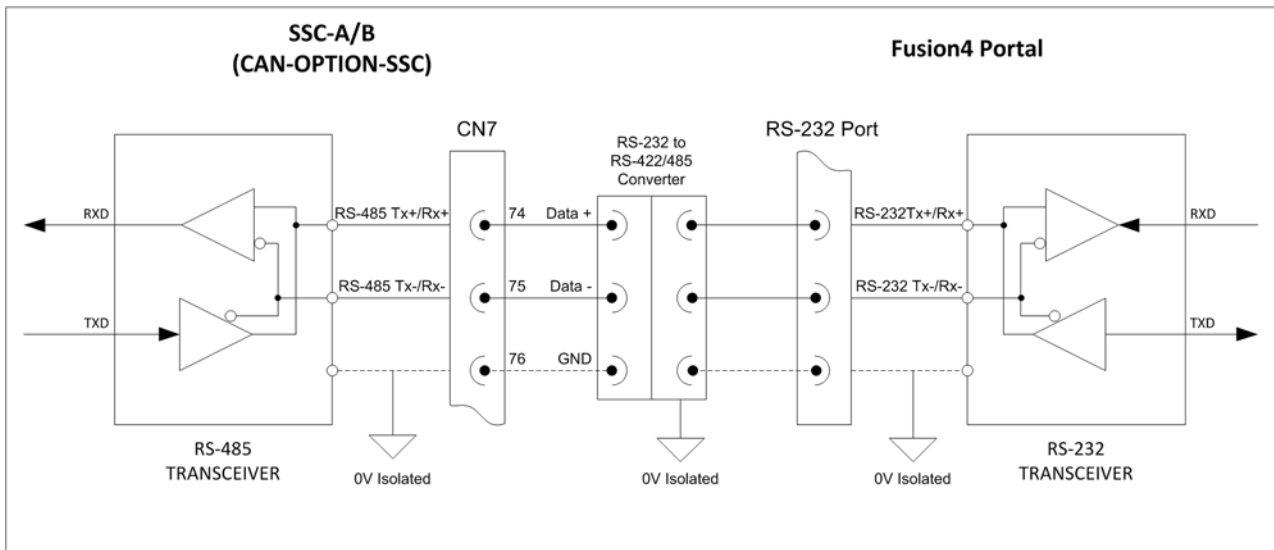 SSC-A/B
(CAN-OPTION-SSC)
Fusion4 Portal
CN7
RS-232 to
RS-422/485
Converter
RS-232 Port
RXD
RS-485 Tx+/Rx+
74
Data +
RS-232Tx+/Rx+
RXD
RS-485 Tx-/Rx-
75
Data -
RS-232 Tx-/Rx-
TXD
TXD
76
GND
RS-485
TRANSCEIVER
0V Isolated
0V Isolated
0V Isolated
RS-232
TRANSCEIVER